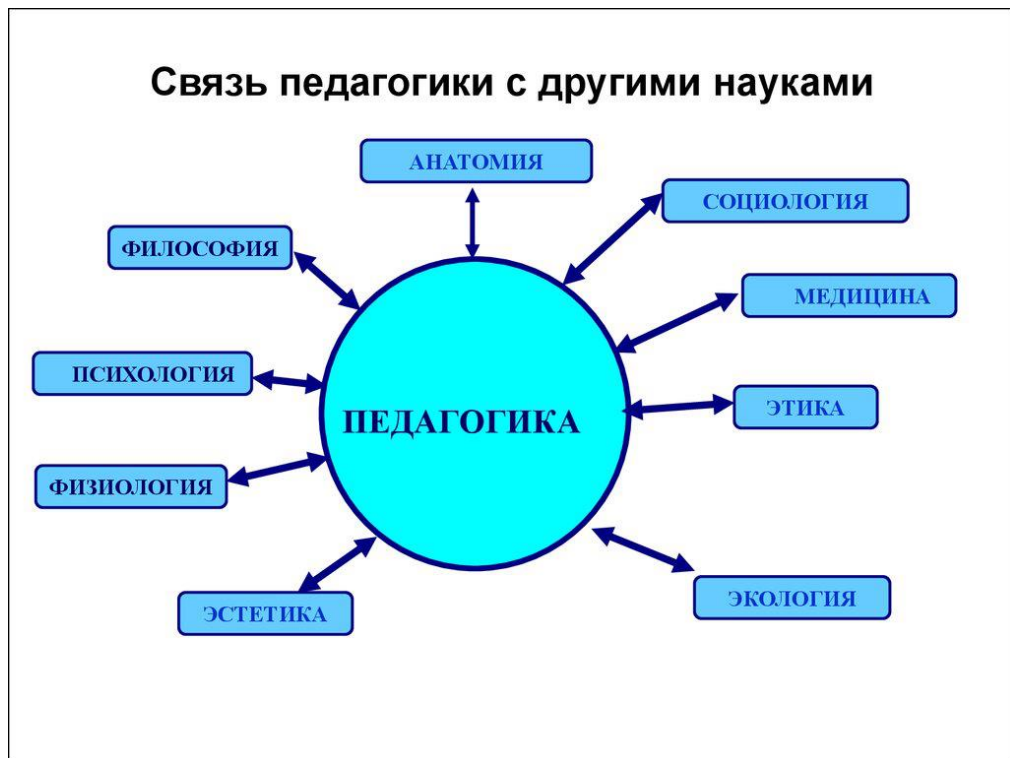 Связь педагогики с другими науками
АНАТОМИЯ
СОЦИОЛОГИЯ
ФИЛОСОФИЯ
МЕДИЦИНА
ПСИХОЛОГИЯ
ЭТИКА
ПЕДАГОГИКА
ФИЗИОЛОГИЯ
ЭКОЛОГИЯ
ЭСТЕТИКА